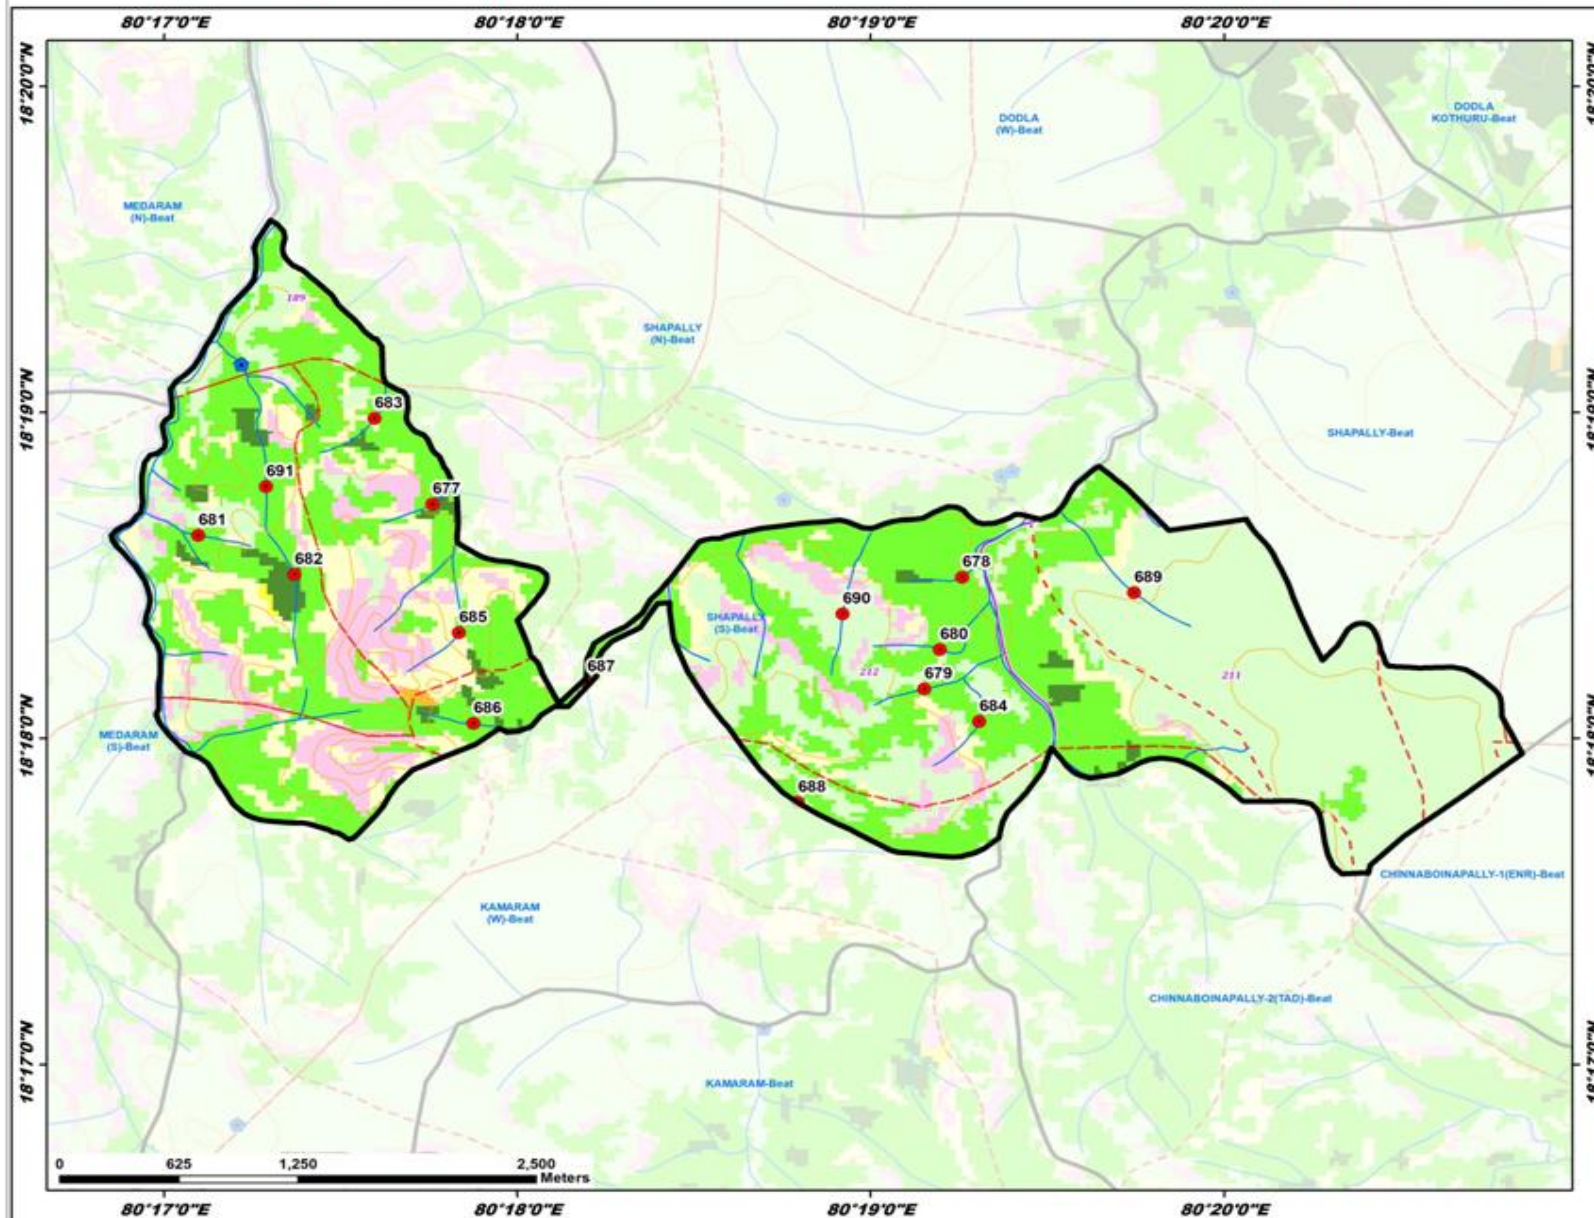 80°17'0"E 80°18'0"E 80°19'0"E 80°20'0"E
18°20'0"N
18°20'0"N
DODLA
(W)-Beat
DODLA
KOTHURU-Beat
MEDARAM
(N)-Beat
189
SHAPALLY
(N)-Beat
18°19'0"N
683
SHAPALLY-Beat
691
677
681
682
678
689
690
685
SHAPALLY
(S)-Beat
680
687
212
679
211
684
686
18°18'0"N
MEDARAM
(S)-Beat
688
CHINNABOINAPALLY-1(ENR)-Beat
KAMARAM
(W)-Beat
CHINNABOINAPALLY-2(TAD)-Beat
18°17'0"N
KAMARAM-Beat
0 625 1,250 2,500
Meters
80°17'0"E 80°18'0"E 80°19'0"E 80°20'0"E